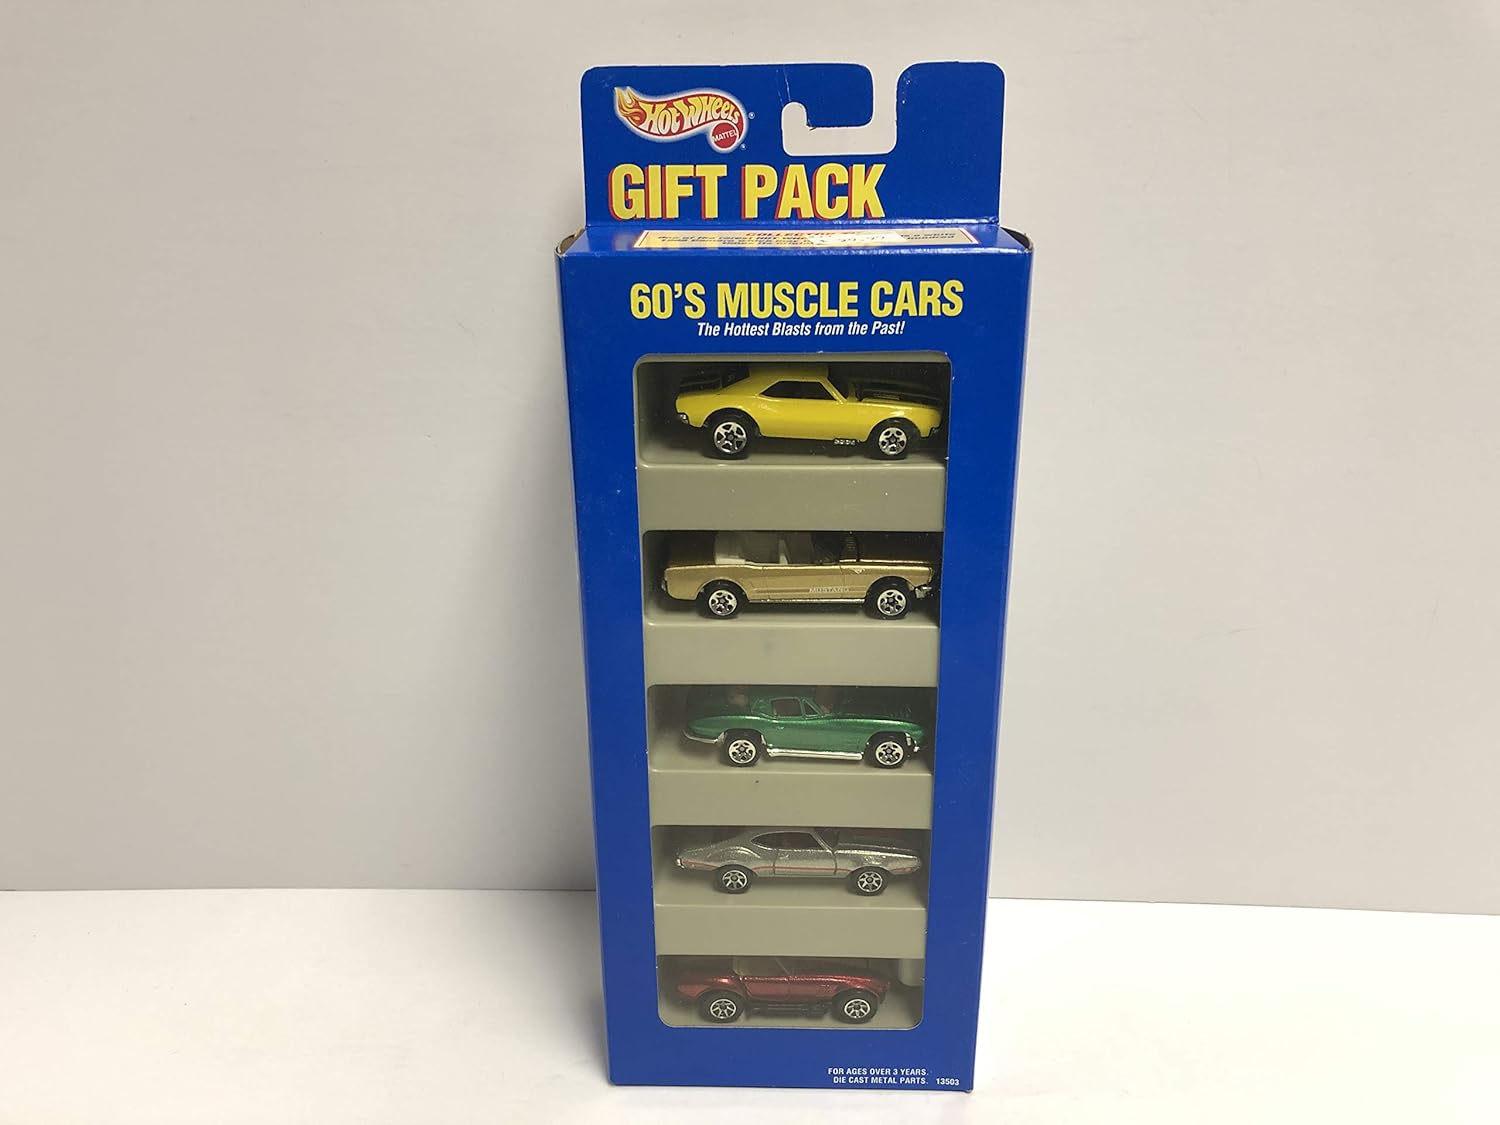 Hot Wheels
MATTEL
GIFT PACK
60'S MUSCLE CARS
The Hottest Blasts from the Past!
MUSTANG
FOR AGES OVER 3 YEARS.
DIE CAST METAL PARTS. 13503